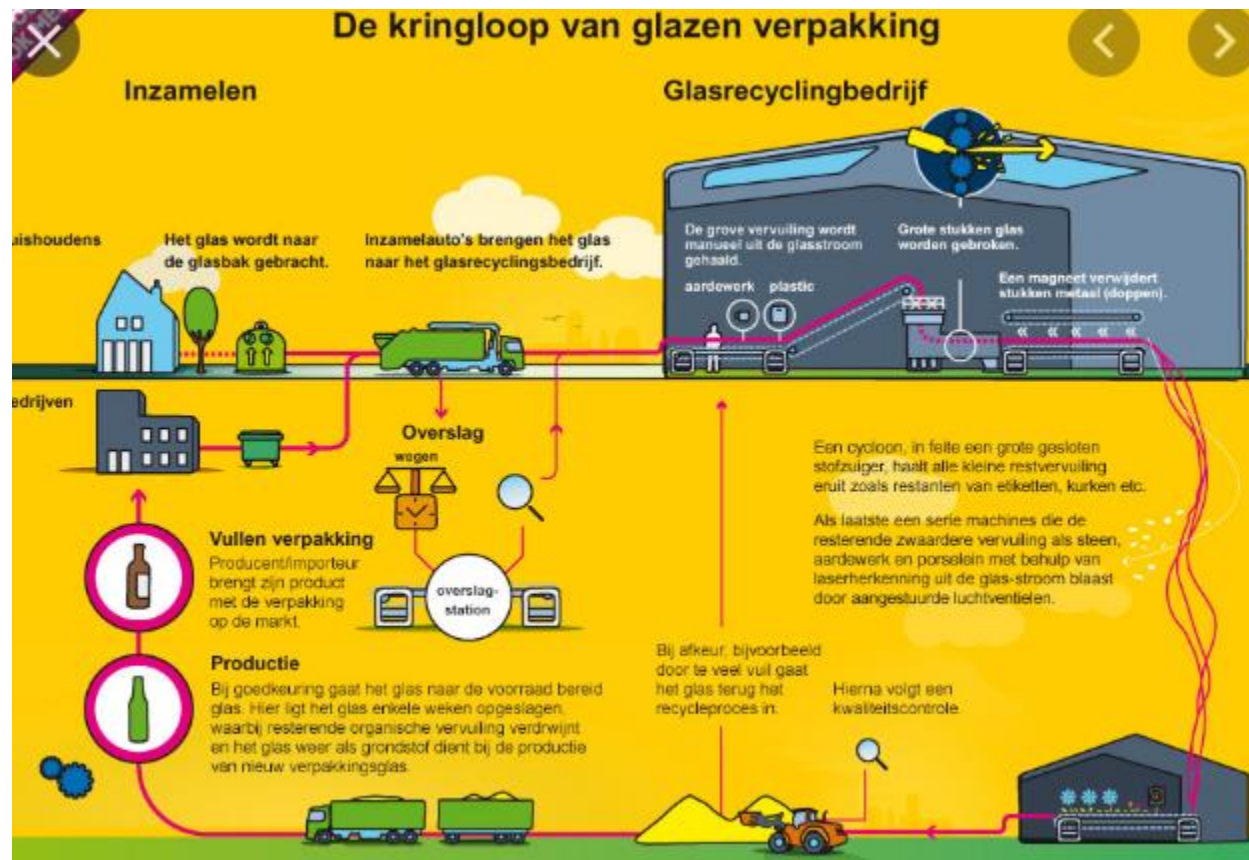 De kringloop van glazen verpakking
Inzamelen
Glasrecyclingbedrijf
uishoudens
Het glas wordt naar
de glasbak gebracht.
Inzamelauto's brengen het glas
naar het glasrecyclingsbedrijf.
De grove vervuiling wordt
manueel uit de glasstroom
gehaald.
aardewerk plastic
Grote stukken glas
worden gebroken.
Een magneet verwijdert
stukken metaal (doppen).
edrijven
Overslag
wegen
overslag-
station
Een cycloon, in feite een grote gesloten
stofzuiger, haalt alle kleine restvervuiling
eruit zoals restanten van etiketten, kurken etc.
Als laatste een serie machines die de
resterende zwaardere vervuiling als steen,
aardewerk en porselein met behulp van
laserherkenning uit de glas-stroom blaast
door aangestuurde luchtventielen.
Vullen verpakking
Producent/importeur
brengt zijn product
met de verpakking
op de markt.
Productie
Bij goedkeuring gaat het glas naar de voorraad bereid
glas. Hier ligt het glas enkele weken opgeslagen,
waarbij resterende organische vervuiling verdrwijnt
en het glas weer als grondstof dient bij de productie
van nieuw verpakkingsglas.
Bij afkeur, bijvoorbeeld
door te veel vuil gaat
het glas terug het
recycleproces in.
Hierna volgt een
kwaliteitscontrole.